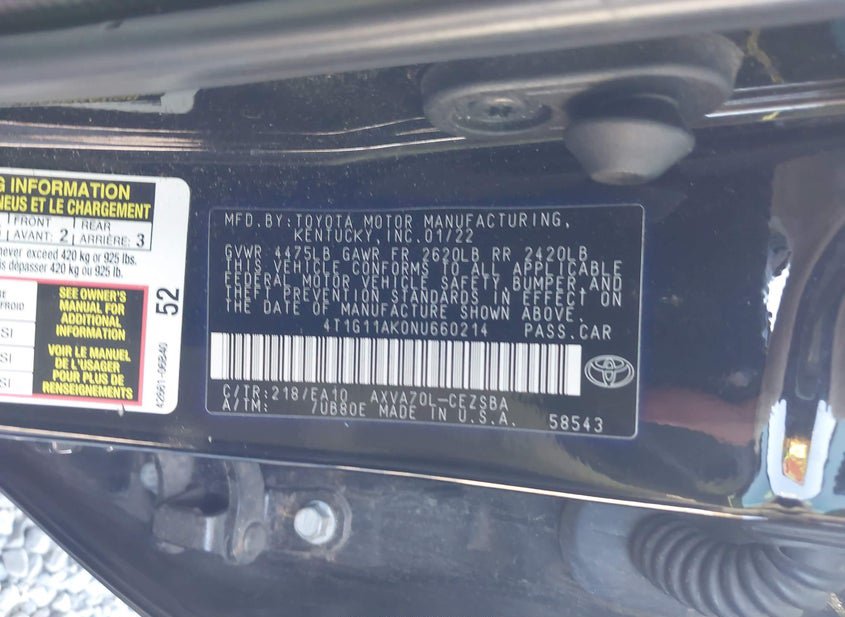 G INFORMATION
NEUS ET LE CHARGEMENT
FRONT
AVANT: 2
REAR
ARRIÈRE: 3
never exceed 420 kg or 925 lbs.
is dépasser 420 kg ou 925 lb.
SEE OWNER'S
MANUAL FOR
ADDITIONAL
INFORMATION
VOIR LE MANUEL
DE L'USAGER
POUR PLUS DE
RENSEIGNEMENTS
52
MFD. BY: TOYOTA MOTOR MANUFACTURING,
KENTUCKY, INC. 01/22
GVWR 4475LB GAWR FR 2620LB RR 2420LB
THIS VEHICLE CONFORMS TO ALL APPLICABLE
FEDERAL MOTOR VEHICLE SAFETY, BUMPER, AND
THEFT PREVENTION STANDARDS IN EFFECT ON
THE DATE OF MANUFACTURE SHOWN ABOVE.
4T1G11AK0NU660214 PASS.CAR
C/TR: 218/EA10 AXVA70L-CEZSBA
A/TM: /UB80E MADE IN U.S.A.
58543